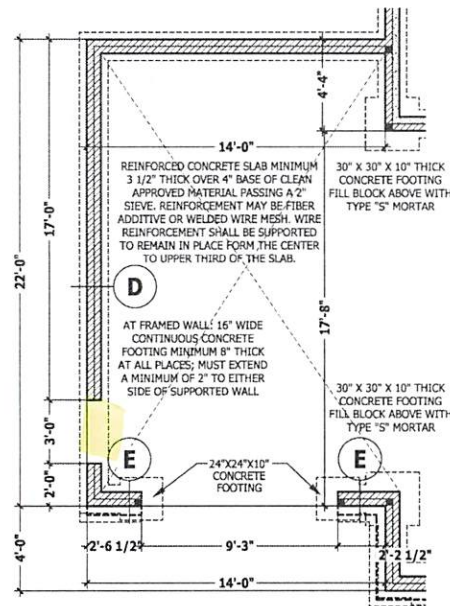 4'-4"
14'-0"
REINFORCED CONCRETE SLAB MINIMUM
3 1/2" THICK OVER 4" BASE OF CLEAN
APPROVED MATERIAL PASSING A 2"
SIEVE. REINFORCEMENT MAY BE FIBER
ADDITIVE OR WELDED WIRE MESH. WIRE
REINFORCEMENT SHALL BE SUPPORTED
TO REMAIN IN PLACE FORM THE CENTER
TO UPPER THIRD OF THE SLAB.
30" X 30" X 10" THICK
CONCRETE FOOTING
FILL BLOCK ABOVE WITH
TYPE "S" MORTAR
17'-0"
22'-0"
D
17'-8"
AT FRAMED WALL: 16" WIDE
CONTINUOUS CONCRETE
FOOTING MINIMUM 8" THICK
AT ALL PLACES; MUST EXTEND
A MINIMUM OF 2" TO EITHER
SIDE OF SUPPORTED WALL
30" X 30" X 10" THICK
CONCRETE FOOTING
FILL BLOCK ABOVE WITH
TYPE "S" MORTAR
3'-0"
E
24"X24"X10"
CONCRETE
FOOTING
E
2'-0"
4'-0"
2'-6 1/2"
9'-3"
2'-2 1/2"
14'-0"